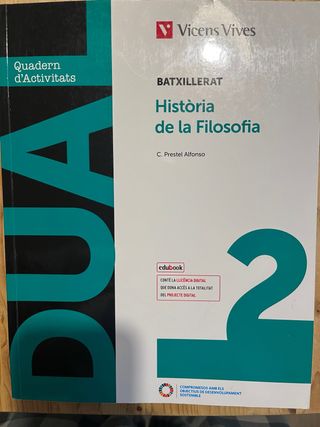 Vicens Vives
Quadern
d'Activitats
BATXILLERAT
Història
de la Filosofia
C. Prestel Alfonso
DUAL
2
edubook
CONTÉ LA LLICÈNCIA DIGITAL
QUE DONA ACCÉS A LA TOTALITAT
DEL PROJECTE DIGITAL
COMPROMESOS AMB ELS
OBJECTIUS DE DESENVOLUPAMENT
SOSTENIBLE